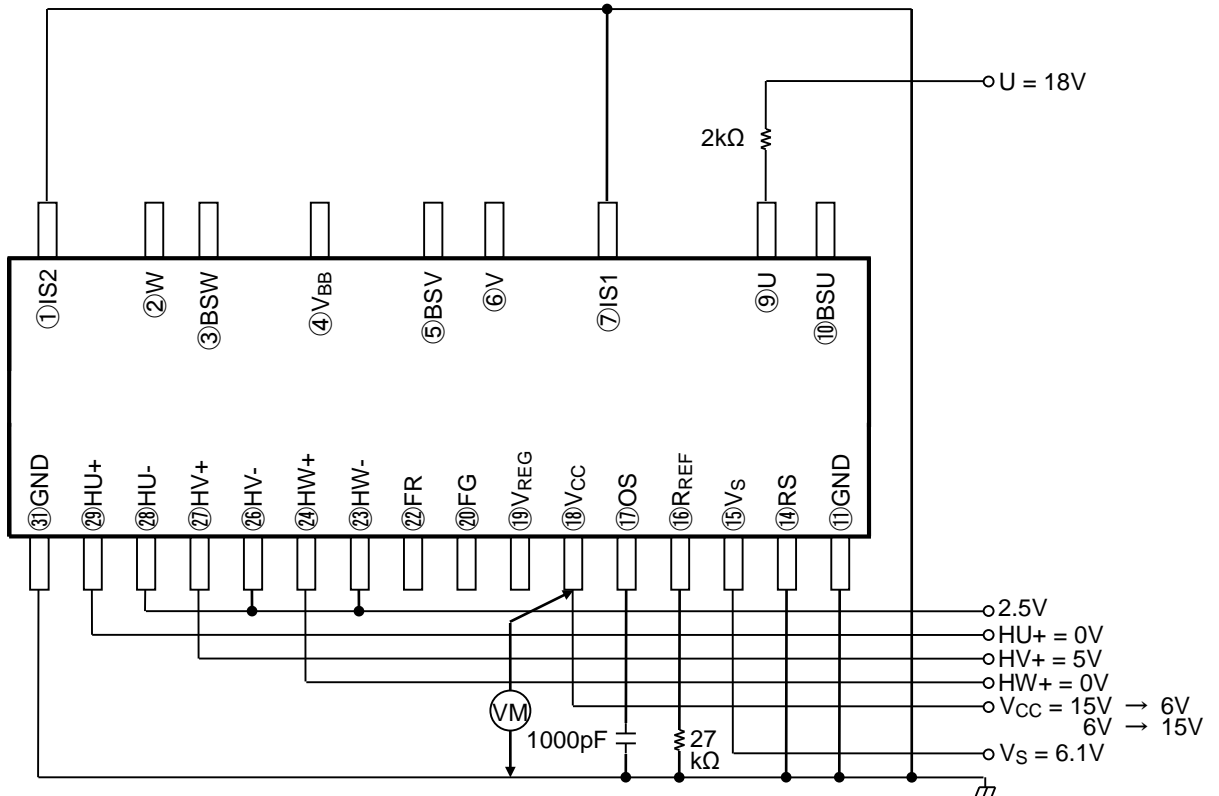 U = 18V
2kΩ
①IS2
②W
③BSW
④VBB
⑤BSV
⑥V
⑦IS1
⑨U
⑩BSU
㉛GND
㉙HU+
㉘HU-
㉗HV+
㉖HV-
㉔HW+
㉓HW-
㉒FR
⑳FG
⑲VREG
⑱VCC
⑰OS
⑯RREF
⑮VS
⑭RS
⑪GND
2.5V
HU+ = 0V
HV+ = 5V
HW+ = 0V
VM
VCC = 15V → 6V
6V → 15V
1000pF
27
kΩ
VS = 6.1V